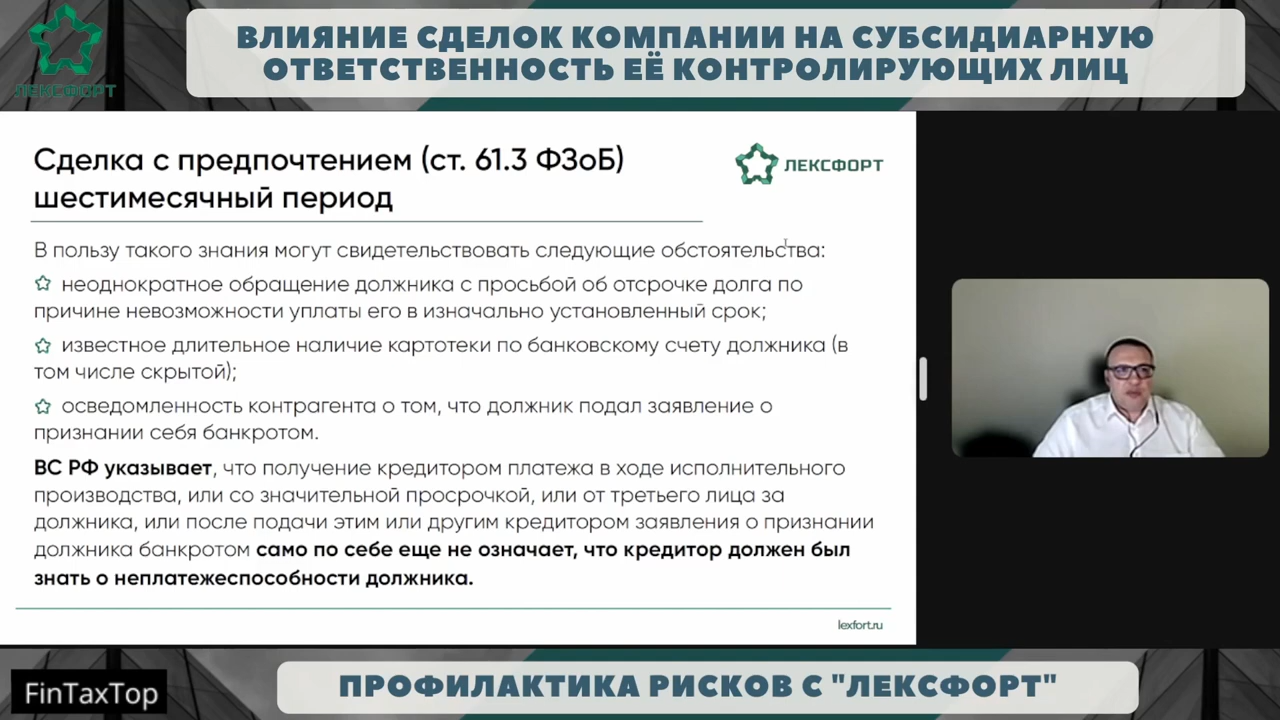 ВЛИЯНИЕ СДЕЛОК КОМПАНИИ НА СУБСИДИАРНУЮ
ОТВЕТСТВЕННОСТЬ ЕЁ КОНТРОЛИРУЮЩИХ ЛИЦ
ЛЕКСФОРТ
Сделка с предпочтением (ст. 61.3 ФЗоБ)
шестимесячный период
ЛЕКСФОРТ
В пользу такого знания могут свидетельствовать следующие обстоятельства:
неоднократное обращение должника с просьбой об отсрочке долга по
причине невозможности уплаты его в изначально установленный срок;
известное длительное наличие картотеки по банковскому счету должника (в
том числе скрытой);
осведомленность контрагента о том, что должник подал заявление о
признании себя банкротом.
ВС РФ указывает, что получение кредитором платежа в ходе исполнительного
производства, или со значительной просрочкой, или от третьего лица за
должника, или после подачи этим или другим кредитором заявления о признании
должника банкротом само по себе еще не означает, что кредитор должен был
знать о неплатежеспособности должника.
lexfort.ru
FinTaxTop
ПРОФИЛАКТИКА РИСКОВ С "ЛЕКСФОРТ"